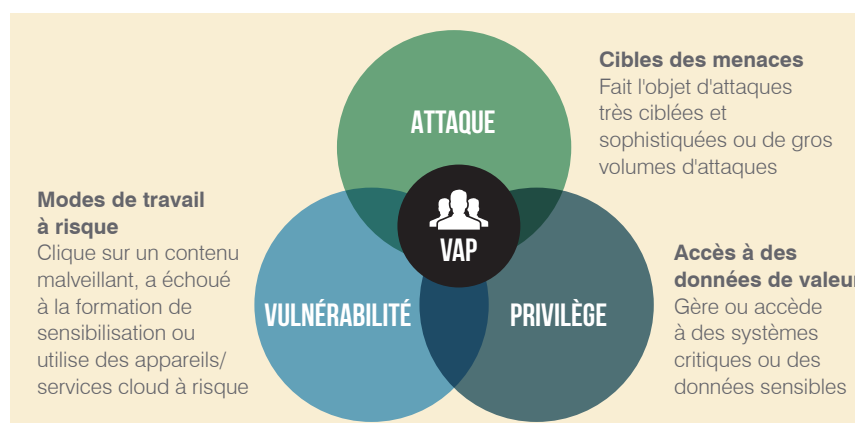 Cibles des menaces
Fait l'objet d'attaques
très ciblées et
sophistiquées ou de gros
volumes d'attaques
ATTAQUE
Modes de travail
à risque
Clique sur un contenu
malveillant, a échoué
à la formation de
sensibilisation ou
utilise des appareils/
services cloud à risque
VAP
VULNÉRABILITÉ
PRIVILÈGE
Accès à des
données de valeur
Gère ou accède
à des systèmes
critiques ou des
données sensibles